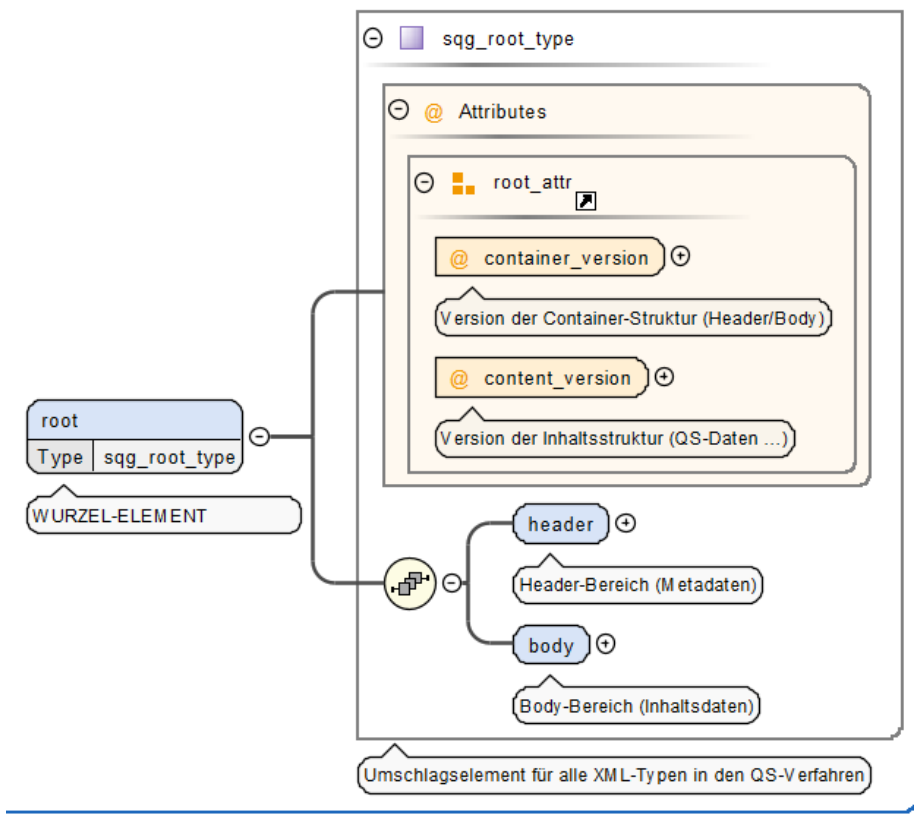 sqg_root_type
@ Attributes
root_attr
@ container_version
Version der Container-Struktur (Header/Body)
@ content_version
Version der Inhaltsstruktur (QS-Daten ...)
root
Type sqg_root_type
WURZEL-ELEMENT
header
Header-Bereich (Metadaten)
body
Body-Bereich (Inhaltsdaten)
Umschlagselement für alle XML-Typen in den QS-Verfahren